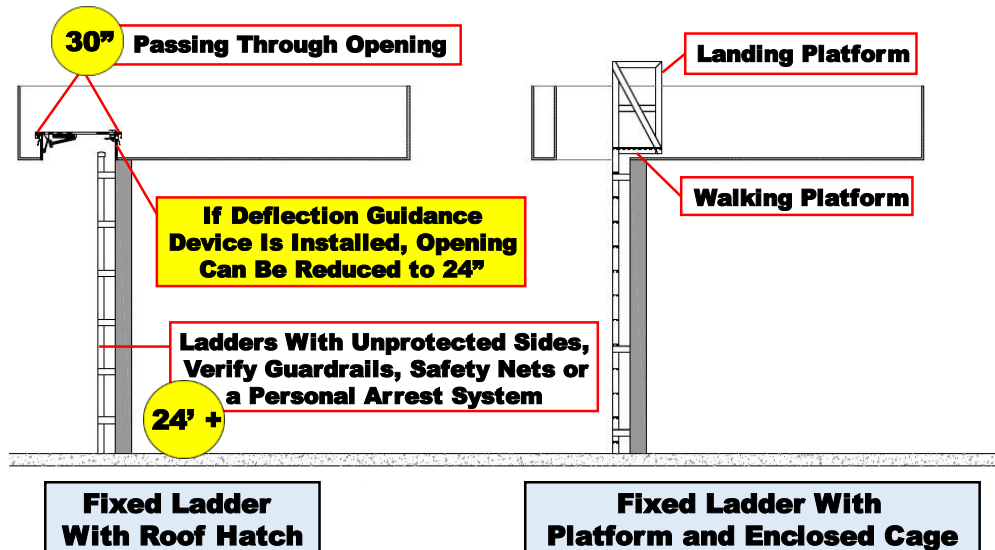 30”
Passing Through Opening
Landing Platform
Walking Platform
If Deflection Guidance
Device Is Installed, Opening
Can Be Reduced to 24”
Ladders With Unprotected Sides,
Verify Guardrails, Safety Nets or
a Personal Arrest System
24’ +
Fixed Ladder
With Roof Hatch
Fixed Ladder With
Platform and Enclosed Cage